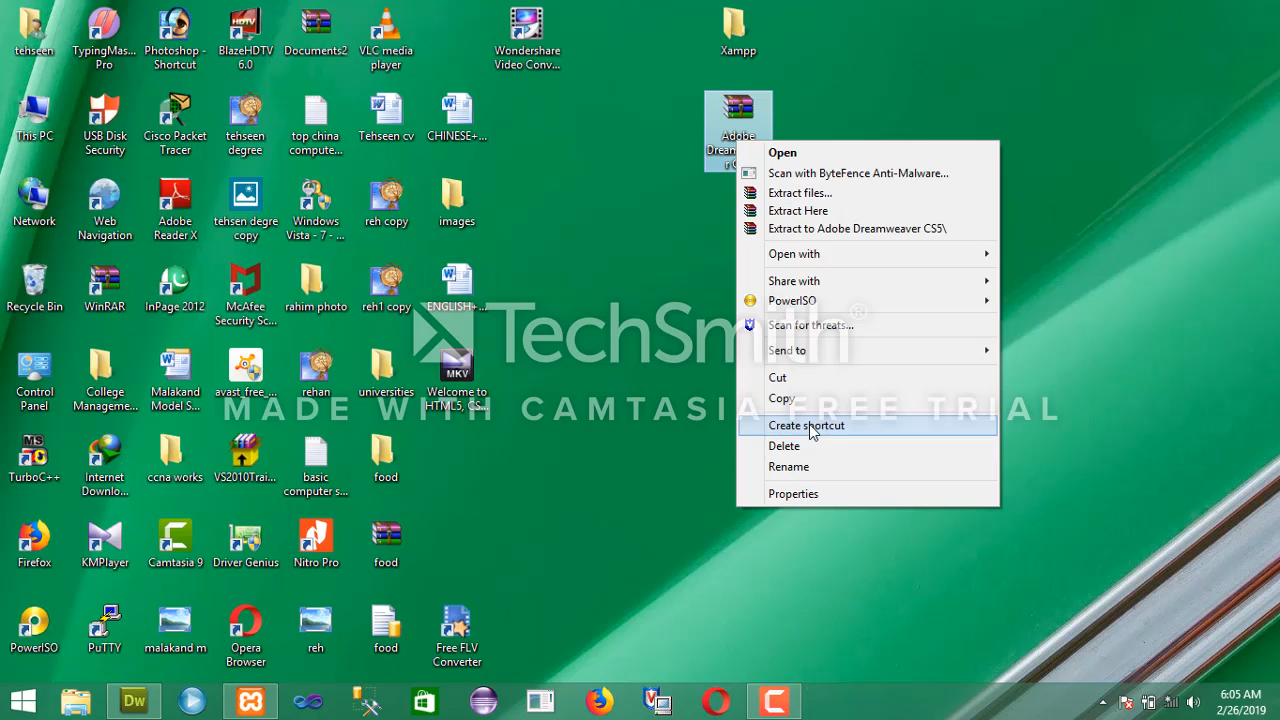 tehseen
TypingMas...
Pro
Photoshop -
Shortcut
BlazeHDTV
6.0
Documents2
VLC media
player
Wondershare
Video Conv...
Xampp
This PC
USB Disk
Security
Cisco Packet
Tracer
tehseen
degree
top china
compute...
Tehseen cv
CHINESE+...
Adobe
Network
Web
Navigation
Adobe
Reader X
tehsen degre
copy
Windows
Vista - 7 - ...
reh copy
images
Recycle Bin
WinRAR
InPage 2012
McAfee
Security Sc...
rahim photo
reh1 copy
ENGLISH+...
Control
Panel
College
Manageme...
Malakand
Model S...
avast_free_...
rehan
universities
MKV
Welcome to
HTML5, CS...
MS
TurboC++
Internet
Downlo...
ccna works
VS2010Trai...
basic
computer s...
food
Firefox
KMPlayer
Camtasia 9
Driver Genius
Nitro Pro
food
PowerISO
PuTTY
malakand m
Opera
Browser
reh
food
Free FLV
Converter
Open
Scan with ByteFence Anti-Malware...
Extract files...
Extract Here
Extract to Adobe Dreamweaver CS5\
Open with
Share with
PowerISO
Scan for threats...
Send to
Cut
Copy
Create shortcut
Delete
Rename
Properties
TechSmith®
MADE WITH CAMTASIA FREE TRIAL
Dw
6:05 AM
2/26/2019